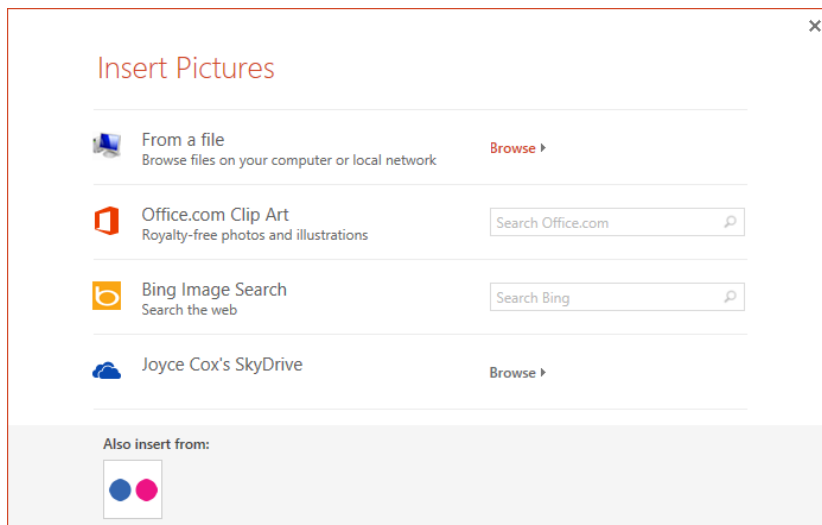 Insert Pictures
From a file
Browse files on your computer or local network
Browse
Office.com Clip Art
Royalty-free photos and illustrations
Search Office.com
Bing Image Search
Search the web
Search Bing
Joyce Cox's SkyDrive
Browse
Also insert from: